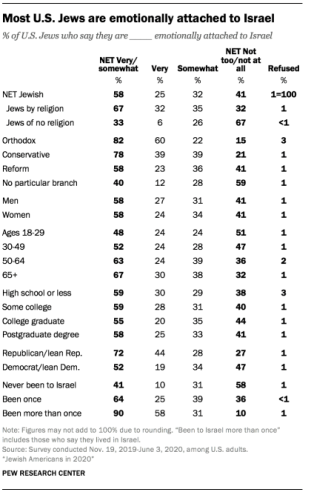 Most U.S. Jews are emotionally attached to Israel
% of U.S. Jews who say they are _____ emotionally attached to Israel
NET Very/ somewhat Very Somewhat NET Not too/not at all Refused
% % % % %
NET Jewish 58 25 32 41 1=100
Jews by religion 67 32 35 32 1
Jews of no religion 33 6 26 67 <1
Orthodox 82 60 22 15 3
Conservative 78 39 39 21 1
Reform 58 23 36 41 1
No particular branch 40 12 28 59 1
Men 58 27 31 41 1
Women 58 24 34 41 1
Ages 18-29 48 24 24 51 1
30-49 52 24 28 47 1
50-64 63 24 39 36 2
65+ 67 30 38 32 1
High school or less 59 30 29 38 3
Some college 59 28 31 40 1
College graduate 55 20 35 44 1
Postgraduate degree 58 25 33 41 1
Republican/lean Rep. 72 44 28 27 1
Democrat/lean Dem. 52 19 34 47 1
Never been to Israel 41 10 31 58 1
Been once 64 25 39 36 <1
Been more than once 90 58 31 10 1
Note: Figures may not add to 100% due to rounding. “Been to Israel more than once”
includes those who say they lived in Israel.
Source: Survey conducted Nov. 19, 2019-June 3, 2020, among U.S. adults.
“Jewish Americans in 2020”
PEW RESEARCH CENTER